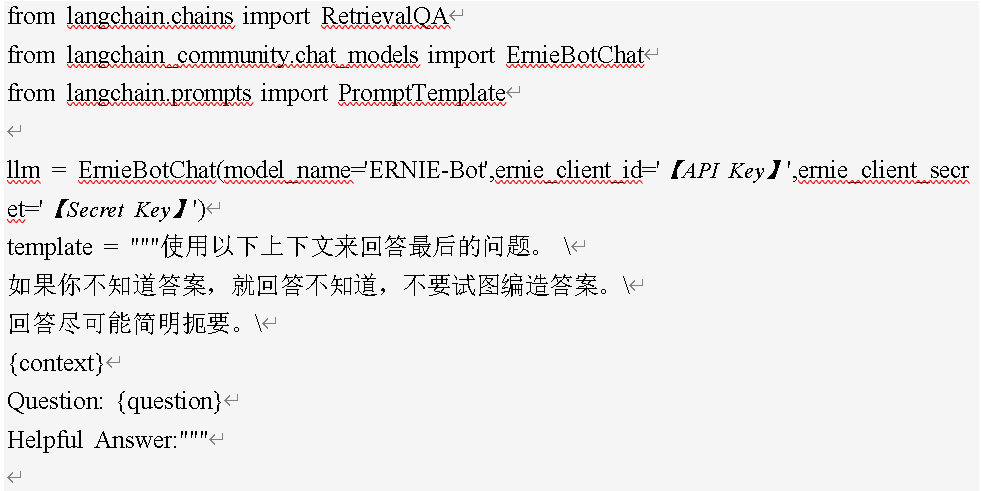 from langchain.chains import RetrievalQA
from langchain_community.chat_models import ErnieBotChat
from langchain.prompts import PromptTemplate

llm = ErnieBotChat(model_name='ERNIE-Bot',ernie_client_id='【API Key】',ernie_client_secr
et='【Secret Key】')
template = """使用以下上下文来回答最后的问题。 \
如果你不知道答案，就回答不知道，不要试图编造答案。\
回答尽可能简明扼要。\
{context}
Question: {question}
Helpful Answer:"""